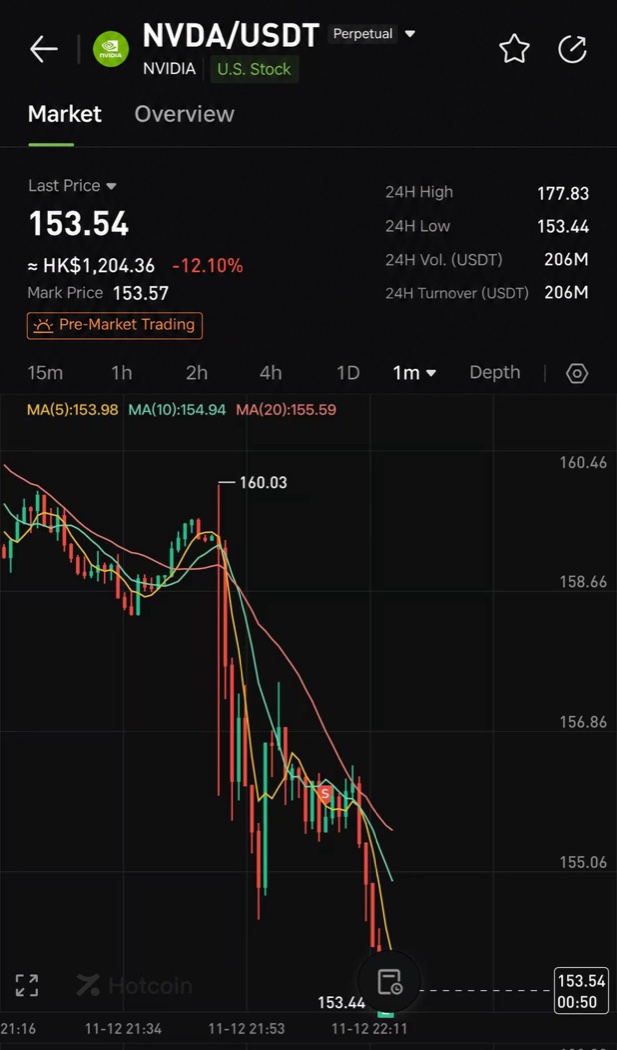 NVDA/USDT Perpetual
NVIDIA
NVIDIA U.S. Stock
Market Overview
Last Price
153.54
≈ HK$1,204.36 -12.10%
Mark Price 153.57
Pre-Market Trading
24H High 177.83
24H Low 153.44
24H Vol. (USDT) 206M
24H Turnover (USDT) 206M
15m 1h 2h 4h 1D 1m Depth
MA(5):153.98 MA(10):154.94 MA(20):155.59
160.46
160.03
158.66
156.86
S
155.06
Hotcoin
153.54
00:50
153.44
21:16 11-12 21:34 11-12 21:53 11-12 22:11